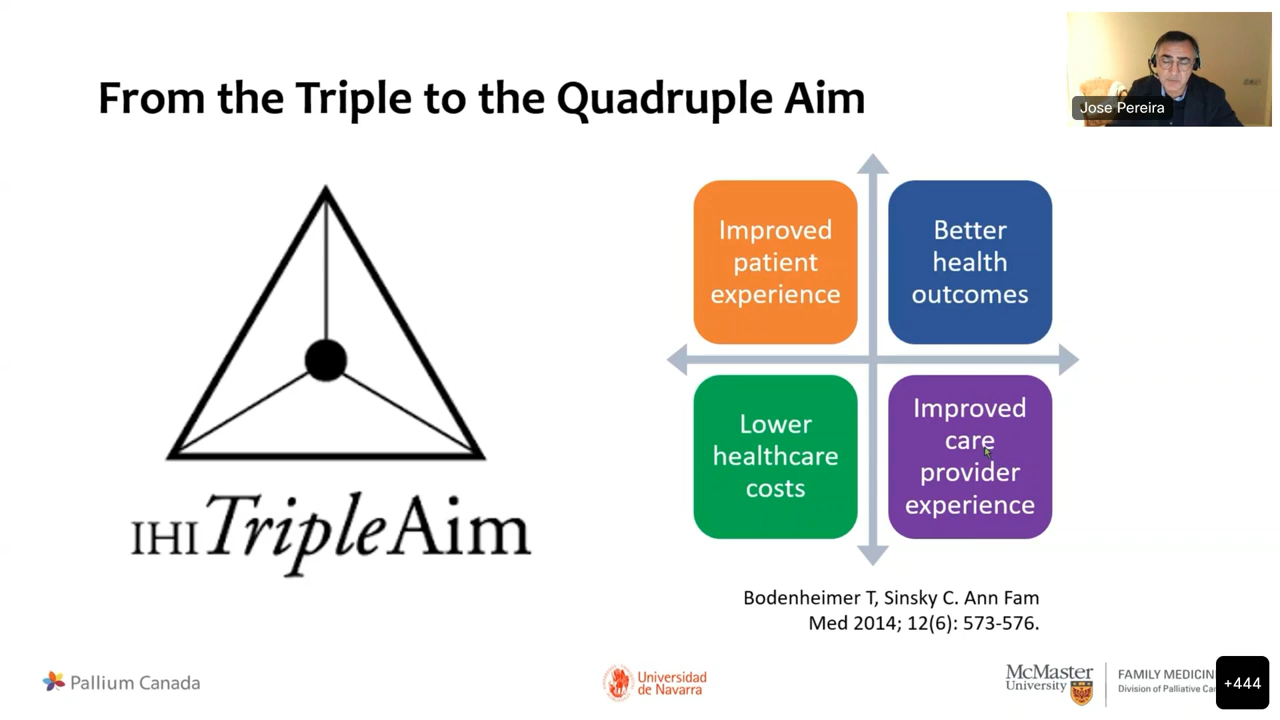 From the Triple to the Quadruple Aim
Jose Pereira
IHI Triple Aim
Improved
patient
experience
Better
health
outcomes
Lower
healthcare
costs
Improved
care
provider
experience
Bodenheimer T, Sinsky C. Ann Fam
Med 2014; 12(6): 573-576.
Pallium Canada
Universidad
de Navarra
McMaster
University
FAMILY MEDICIN
Division of Palliative Car
+444